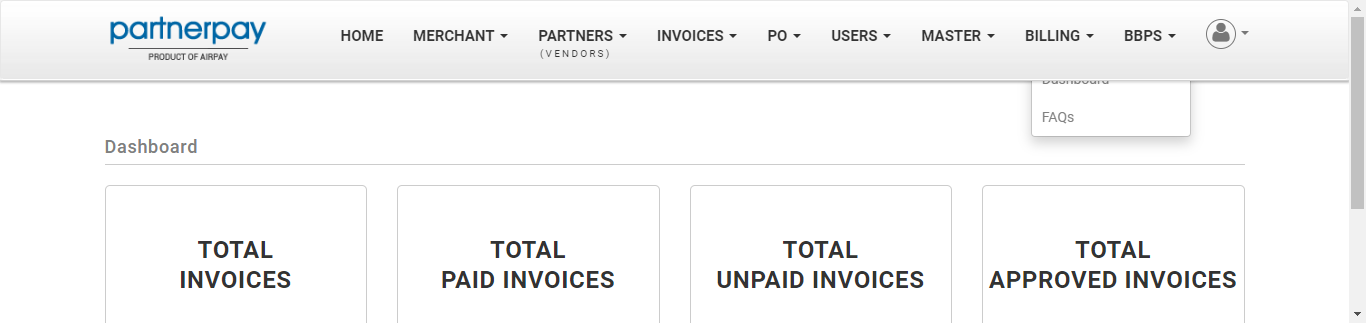 partnerpay
PRODUCT OF AIRPAY
HOME MERCHANT PARTNERS INVOICES PO USERS MASTER BILLING BBPS
(VENDORS)
Dashboard
FAQs
Dashboard
TOTAL
INVOICES
TOTAL
PAID INVOICES
TOTAL
UNPAID INVOICES
TOTAL
APPROVED INVOICES